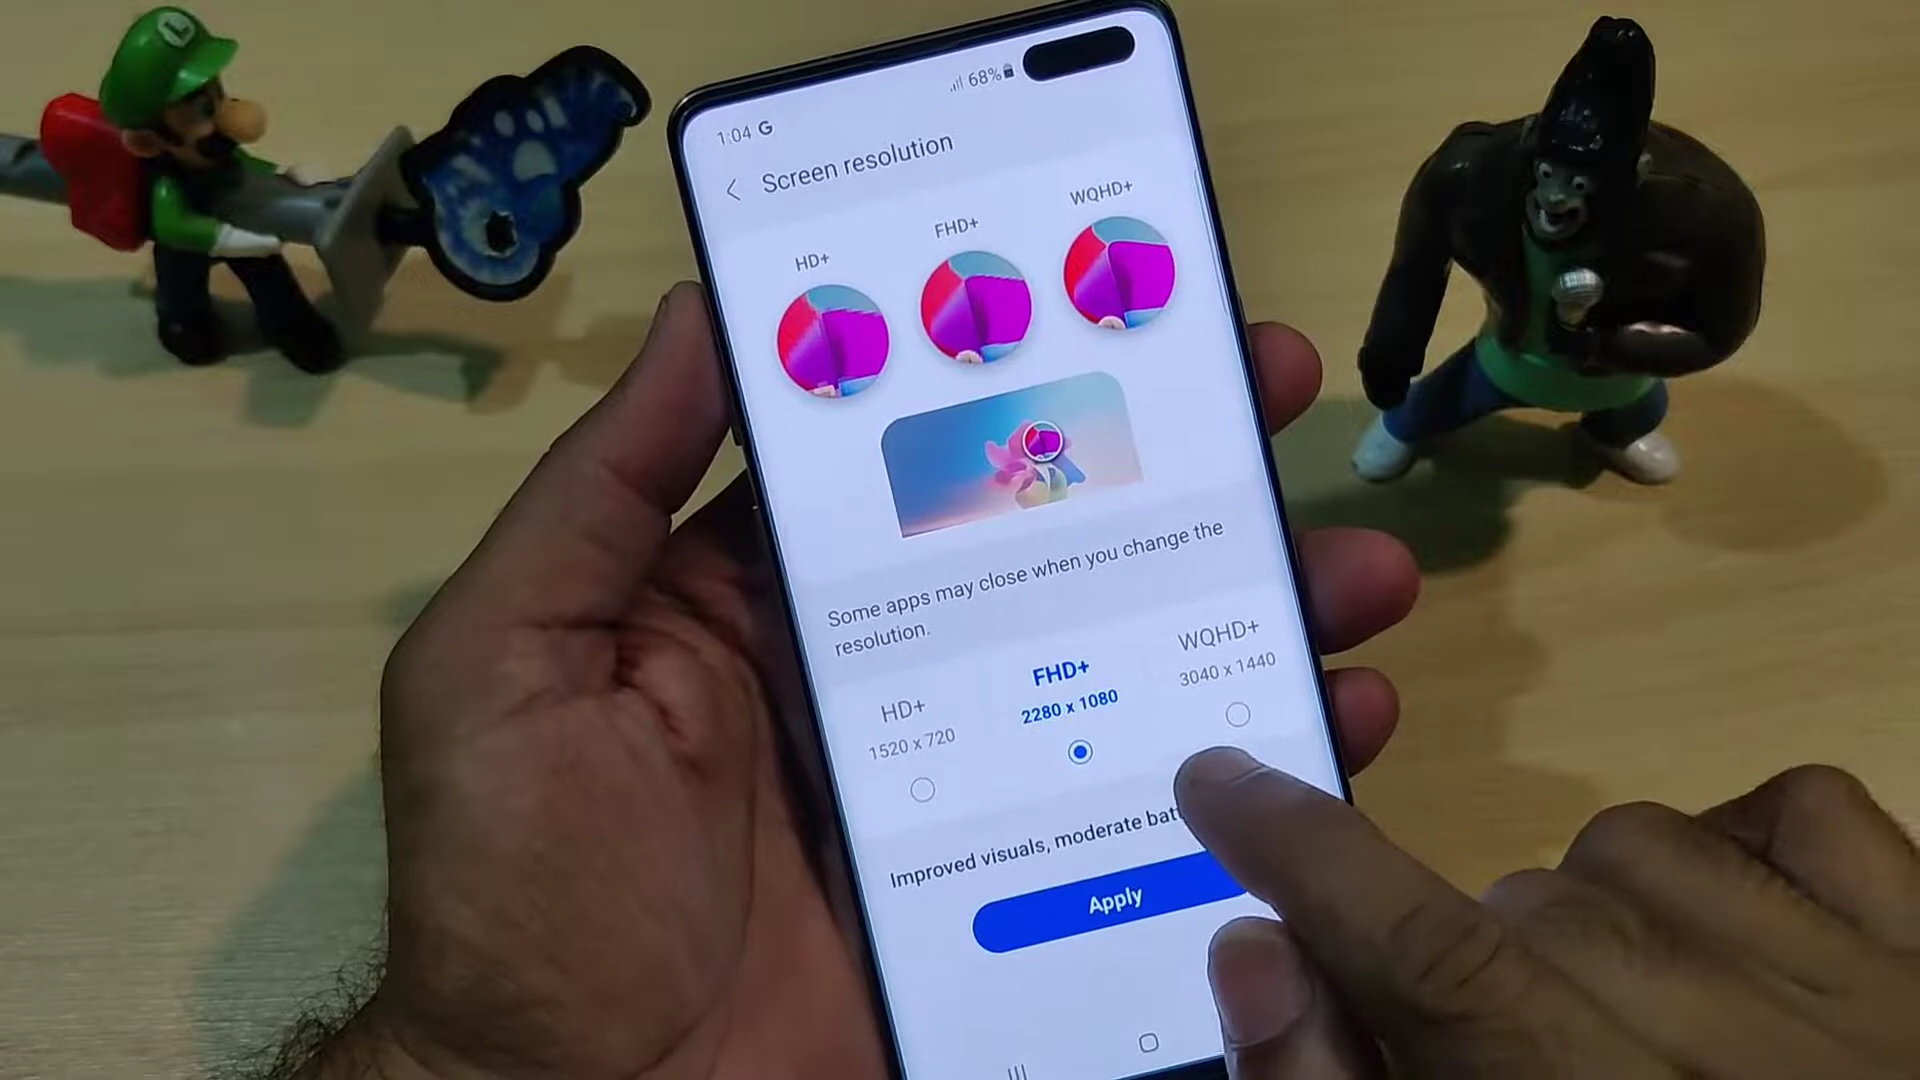 L
68%
1:04 G
Screen resolution
HD+
FHD+
WQHD+
Some apps may close when you change the
resolution.
HD+
1520 x 720
FHD+
2280 x 1080
WQHD+
3040 x 1440
Improved visuals, moderate
Apply